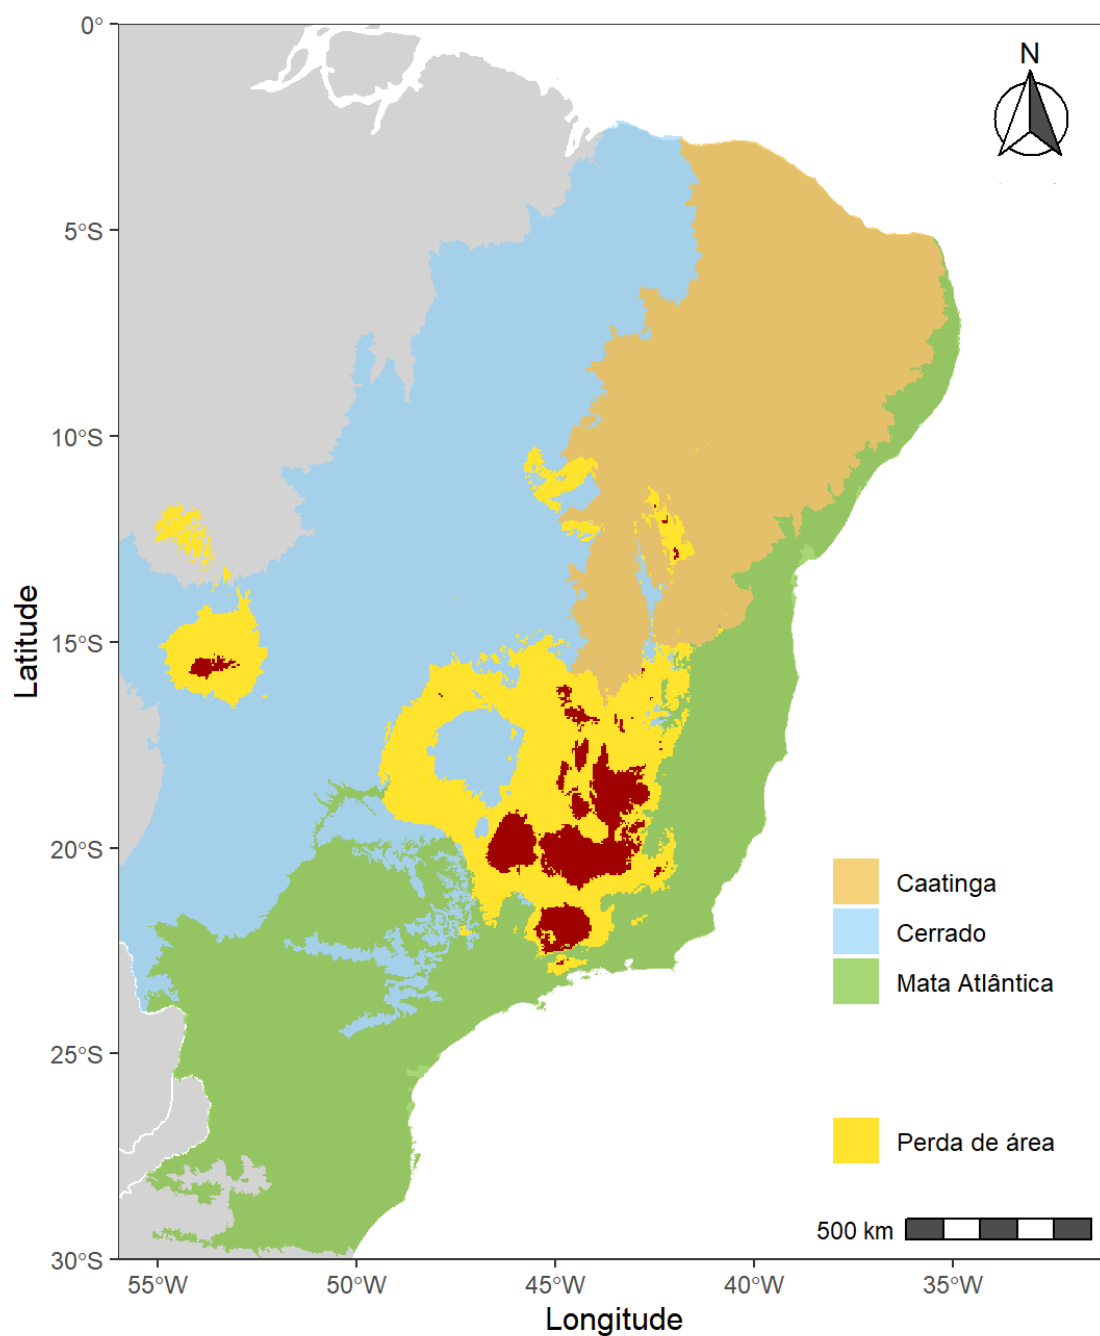 0°
N
5°S
10°S
15°S
Latitude
20°S
Caatinga
Cerrado
Mata Atlântica
25°S
Perda de área
500 km
30°S
55°W 50°W 45°W 40°W 35°W
Longitude